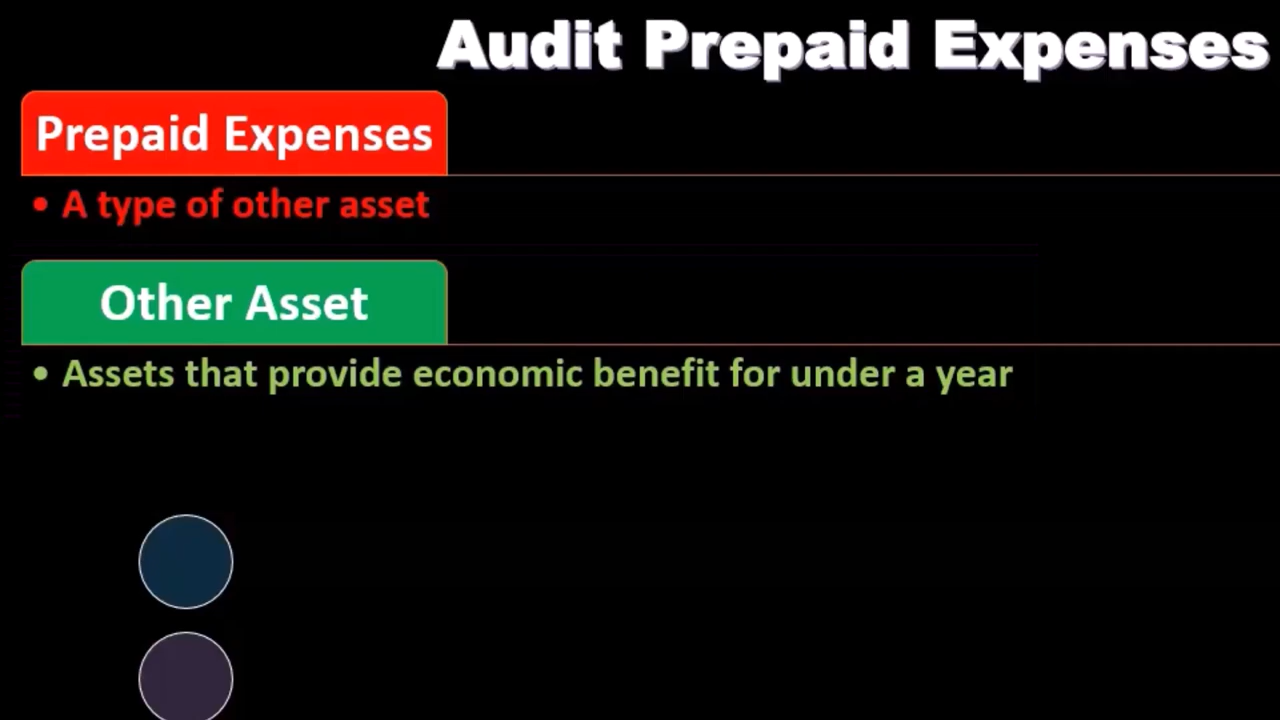 Audit Prepaid Expenses
Prepaid Expenses
• A type of other asset
Other Asset
• Assets that provide economic benefit for under a year